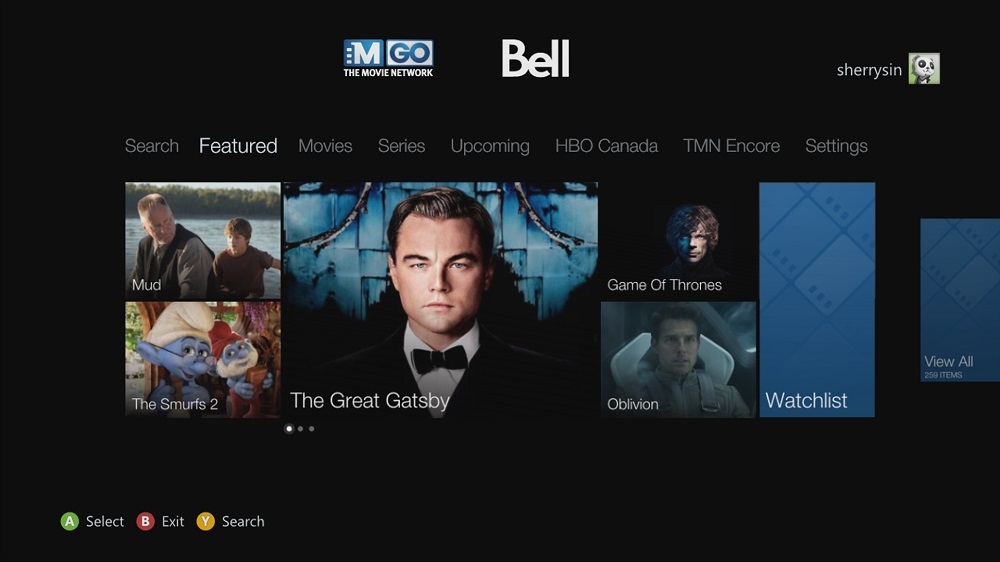 M GO
THE MOVIE NETWORK
Bell
sherrysin
Search Featured Movies Series Upcoming HBO Canada TMN Encore Settings
Mud
The Smurfs 2
The Great Gatsby
Game Of Thrones
Oblivion
Watchlist
View All
259 ITEMS
A Select B Exit Y Search